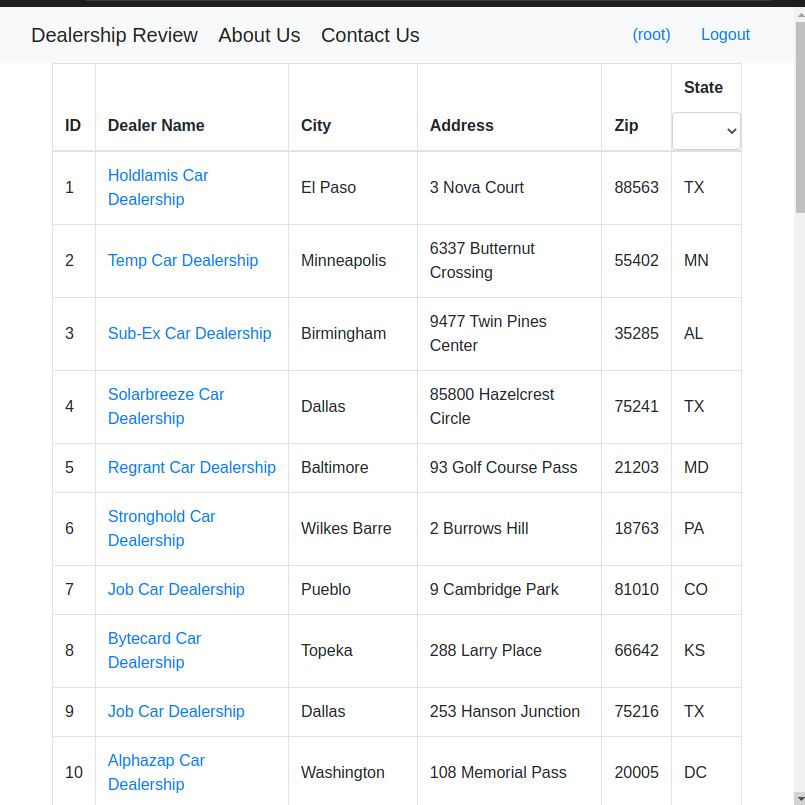 Dealership Review About Us Contact Us (root) Logout
State
ID Dealer Name City Address Zip
Holdlamis Car
1 El Paso 3 Nova Court 88563 TX
Dealership
6337 Butternut
2 Temp Car Dealership Minneapolis 55402 MN
Crossing
9477 Twin Pines
3 Sub-Ex Car Dealership Birmingham 35285 AL
Center
Solarbreeze Car 85800 Hazelcrest
4 Dallas 75241 TX
Dealership Circle
5 Regrant Car Dealership Baltimore 93 Golf Course Pass 21203 MD
Stronghold Car
6 Wilkes Barre 2 Burrows Hill 18763 PA
Dealership
7 Job Car Dealership Pueblo 9 Cambridge Park 81010 CO
Bytecard Car
8 Topeka 288 Larry Place 66642 KS
Dealership
9 Job Car Dealership Dallas 253 Hanson Junction 75216 TX
Alphazap Car
10 Washington 108 Memorial Pass 20005 DC
Dealership